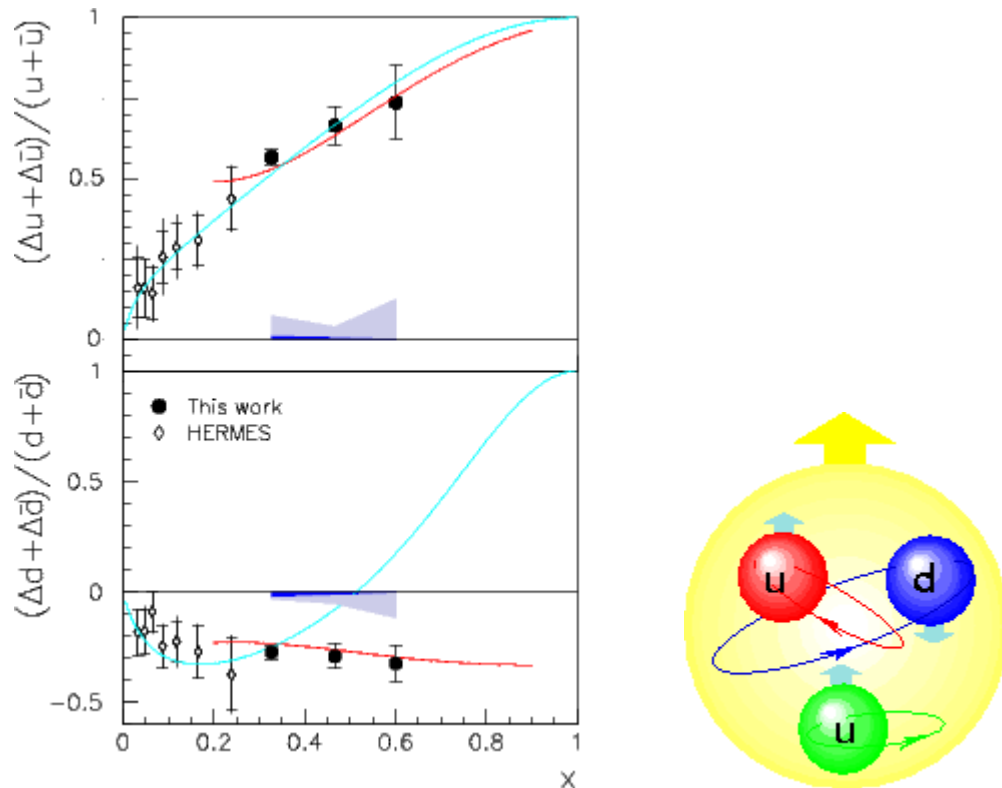 (Δu + Δū)/(u + ū)
1
0.5
0
(Δd + Δd̄)/(d + d̄)
1
This work
HERMES
0.5
0
−0.5
0
0.2
0.4
0.6
0.8
1
X
u
d
u